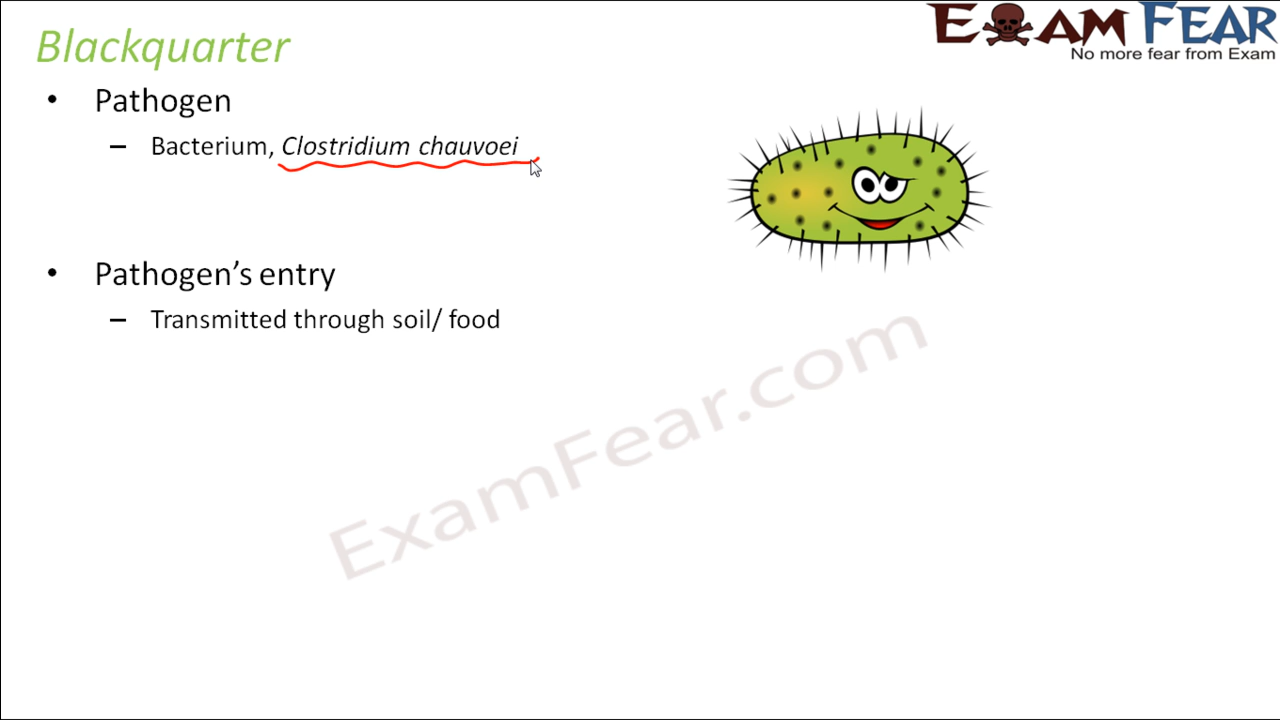 Blackquarter
EXAM FEAR
No more fear from Exam
• Pathogen
– Bacterium, Clostridium chauvoei
• Pathogen's entry
– Transmitted through soil/ food
ExamFear.com